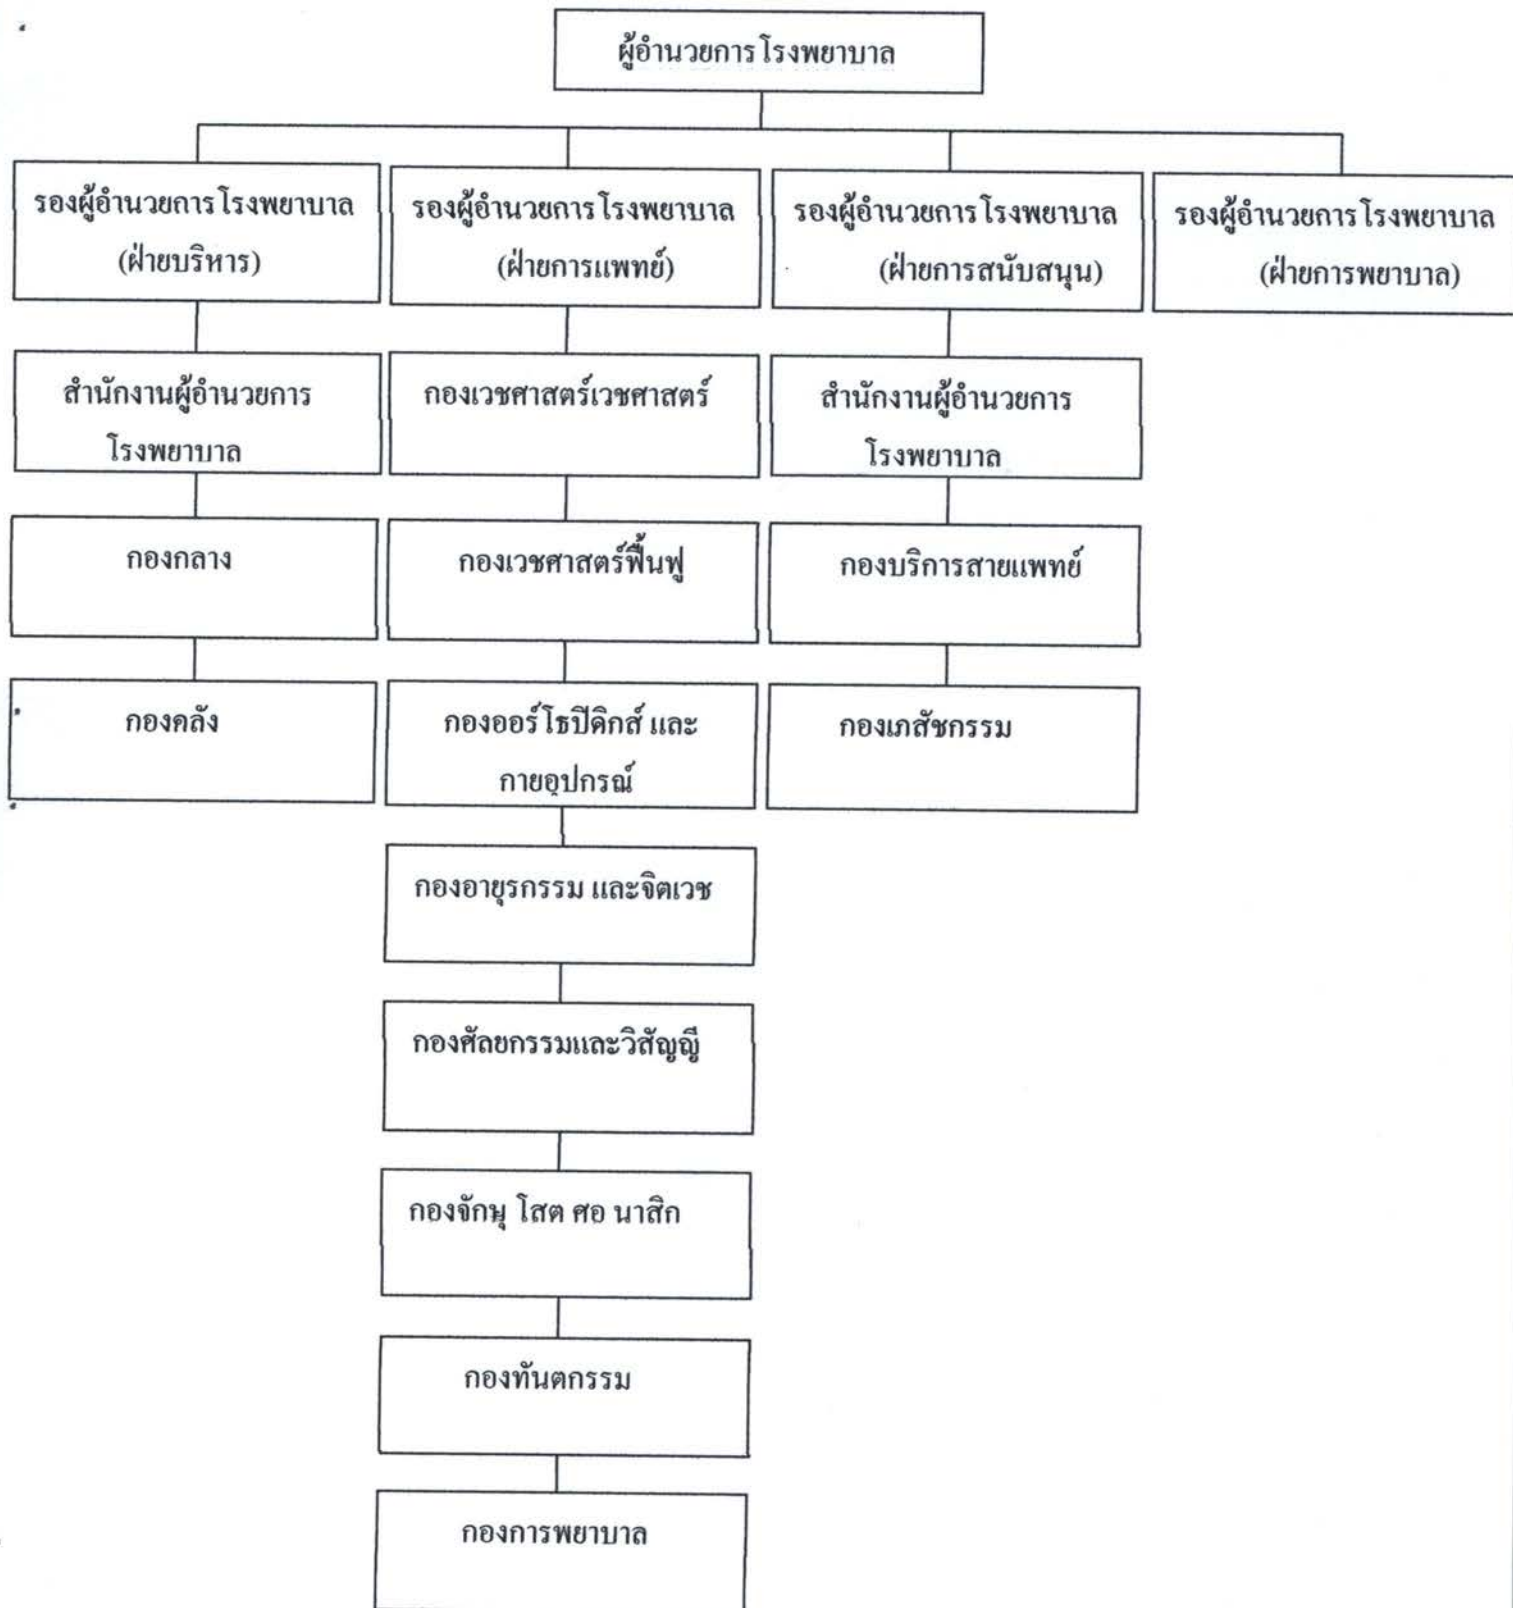 ผู้อำนวยการโรงพยาบาล
รองผู้อำนวยการโรงพยาบาล
(ฝ่ายบริหาร)
รองผู้อำนวยการโรงพยาบาล
(ฝ่ายการแพทย์)
รองผู้อำนวยการโรงพยาบาล
(ฝ่ายการสนับสนุน)
รองผู้อำนวยการโรงพยาบาล
(ฝ่ายการพยาบาล)
สำนักงานผู้อำนวยการ
โรงพยาบาล
กองเวชศาสตร์เวชศาสตร์
สำนักงานผู้อำนวยการ
โรงพยาบาล
กองกลาง
กองเวชศาสตร์ฟื้นฟู
กองบริการสายแพทย์
กองคลัง
กองออร์โธปิดิกส์ และ
กายอุปกรณ์
กองเภสัชกรรม
กองอายุรกรรม และจิตเวช
กองศัลยกรรมและวิสัญญี
กองจักษุ โสต ศอ นาสิก
กองทันตกรรม
กองการพยาบาล